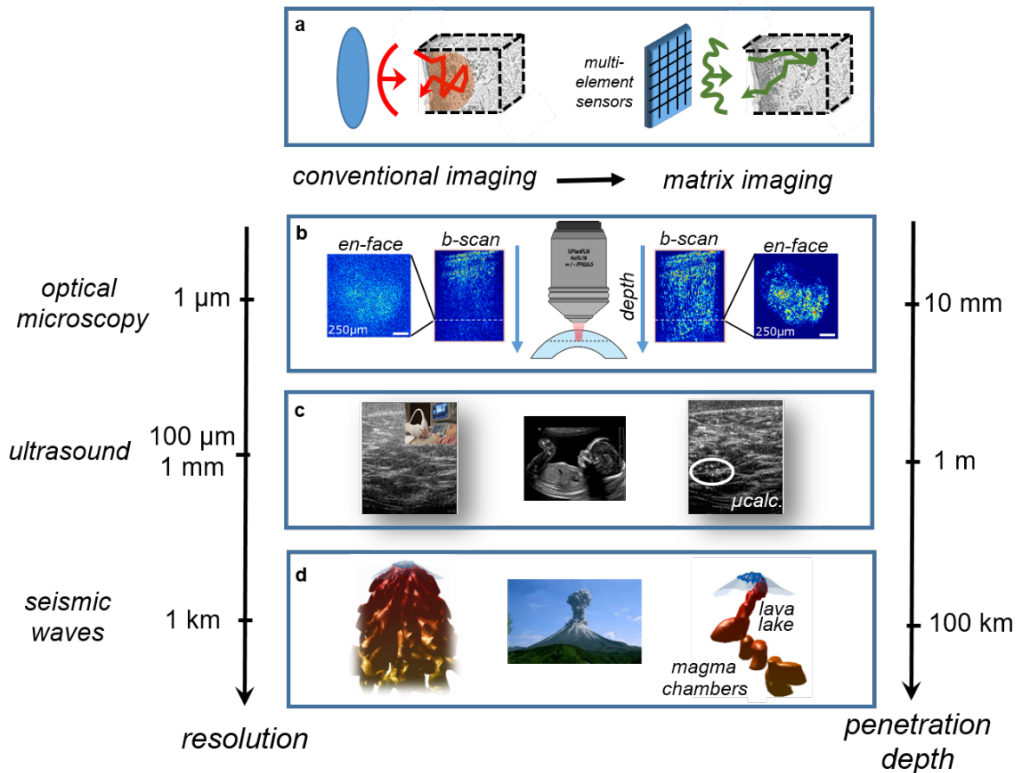 a
multi-
element
sensors
conventional imaging
matrix imaging
b
en-face
b-scan
b-scan
en-face
depth
250µm
250µm
optical
microscopy
1 µm
10 mm
c
ultrasound
100 µm
1 mm
1 m
µcalc.
d
seismic
waves
1 km
100 km
lava
lake
magma
chambers
resolution
penetration
depth